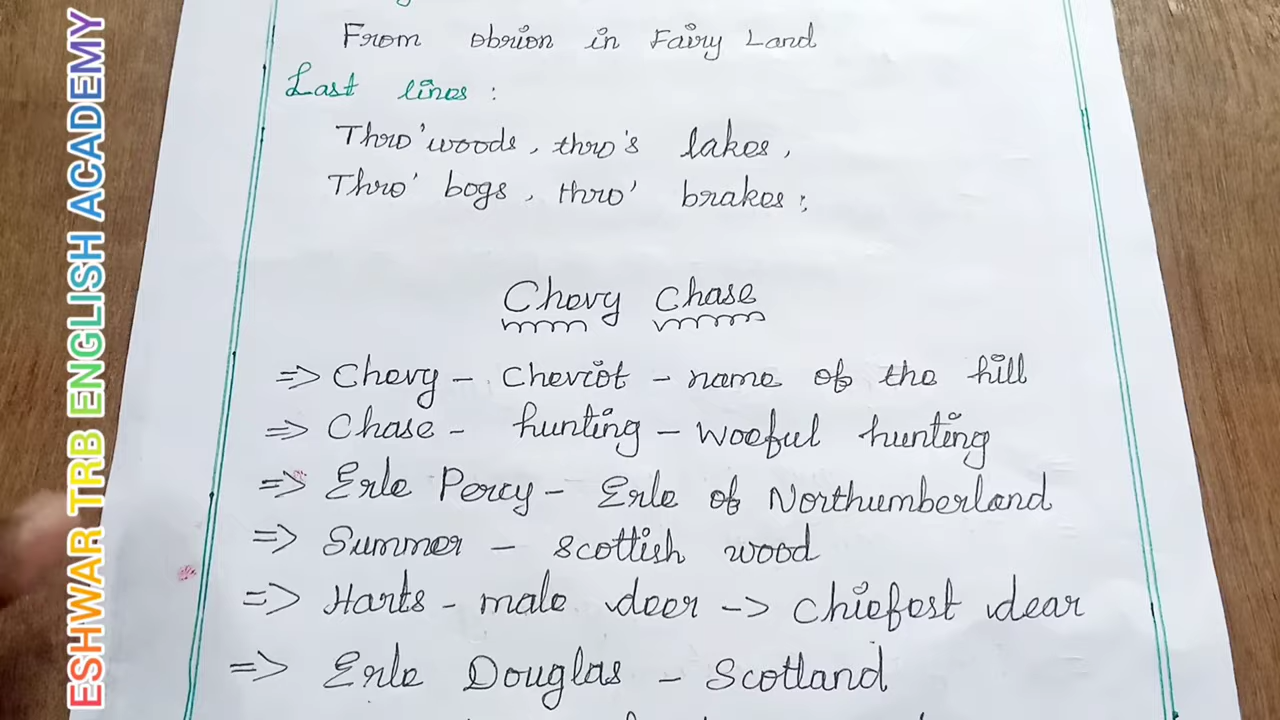 ESHWAR TRB ENGLISH ACADEMY
From obrion in Fairy Land
Last lines :
Thro' woods, thro's lakes,
Thro' bogs, thro' brakes;
Chevy Chase
=> Chevy - Cheviot - name of the hill
=> Chase - hunting - woeful hunting
=> Erle Percy - Erle of Northumberland
=> Summer - Scottish wood
=> Harts - male deer -> Chiefest dear
=> Erle Douglas - Scotland